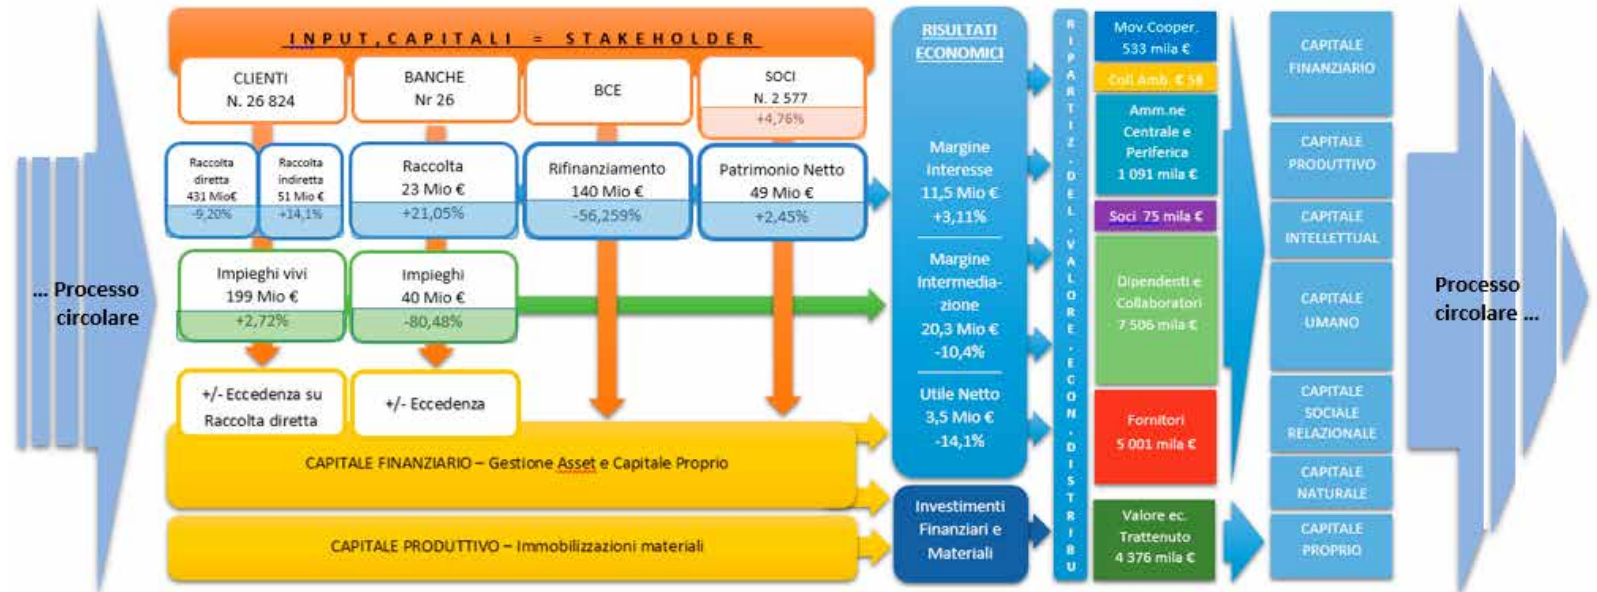 ... Processo
circolare
INPUT,CAPITALI = STAKEHOLDER
CLIENTI
N. 26 824
BANCHE
Nr 26
BCE
SOCI
N. 2 577
+4,76%
Raccolta
diretta
431 Mio€
-9,20%
Raccolta
indiretta
51 Mio €
+14,1%
Raccolta
23 Mio €
+21,05%
Rifinanziamento
140 Mio €
-56,259%
Patrimonio Netto
49 Mio €
+2,45%
Impieghi vivi
199 Mio €
+2,72%
Impieghi
40 Mio €
-80,48%
+/- Eccedenza su
Raccolta diretta
+/- Eccedenza
CAPITALE FINANZIARIO – Gestione Asset e Capitale Proprio
CAPITALE PRODUTTIVO – Immobilizzazioni materiali
RISULTATI
ECONOMICI
Margine
Interesse
11,5 Mio €
+3,11%
Margine
Intermedia-
zione
20,3 Mio €
-10,4%
Utile Netto
3,5 Mio €
-14,1%
Investimenti
Finanziari e
Materiali
RIPARTIZ.DEL.VALORE.ECON.DISTRIBU
Mov.Cooper.
533 mila €
Coll Amb. € 58
Amm.ne
Centrale e
Periferica
1 091 mila €
Soci 75 mila €
Dipendenti e
Collaboratori
7 506 mila €
Fornitori
5 001 mila €
Valore ec.
Trattenuto
4 376 mila €
CAPITALE
FINANZIARIO
CAPITALE
PRODUTTIVO
CAPITALE
INTELLETTUAL
CAPITALE
UMANO
CAPITALE
SOCIALE
RELAZIONALE
CAPITALE
NATURALE
CAPITALE
PROPRIO
Processo
circolare ...